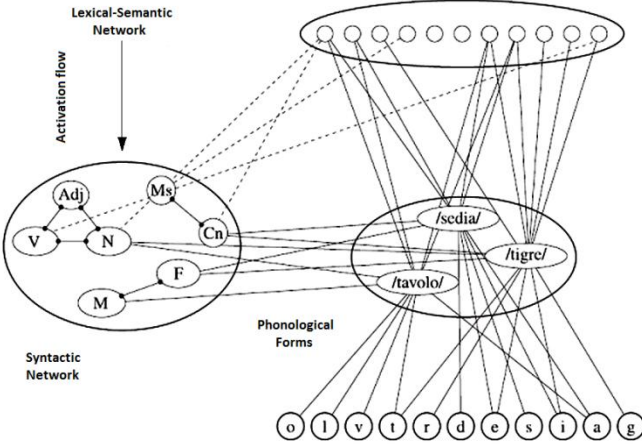 Lexical-Semantic
Network
Activation flow
Adj
Ms
V
N
Cn
F
M
/sedia/
/tigre/
/tavolo/
Phonological
Forms
Syntactic
Network
o l v t r d e s i a g